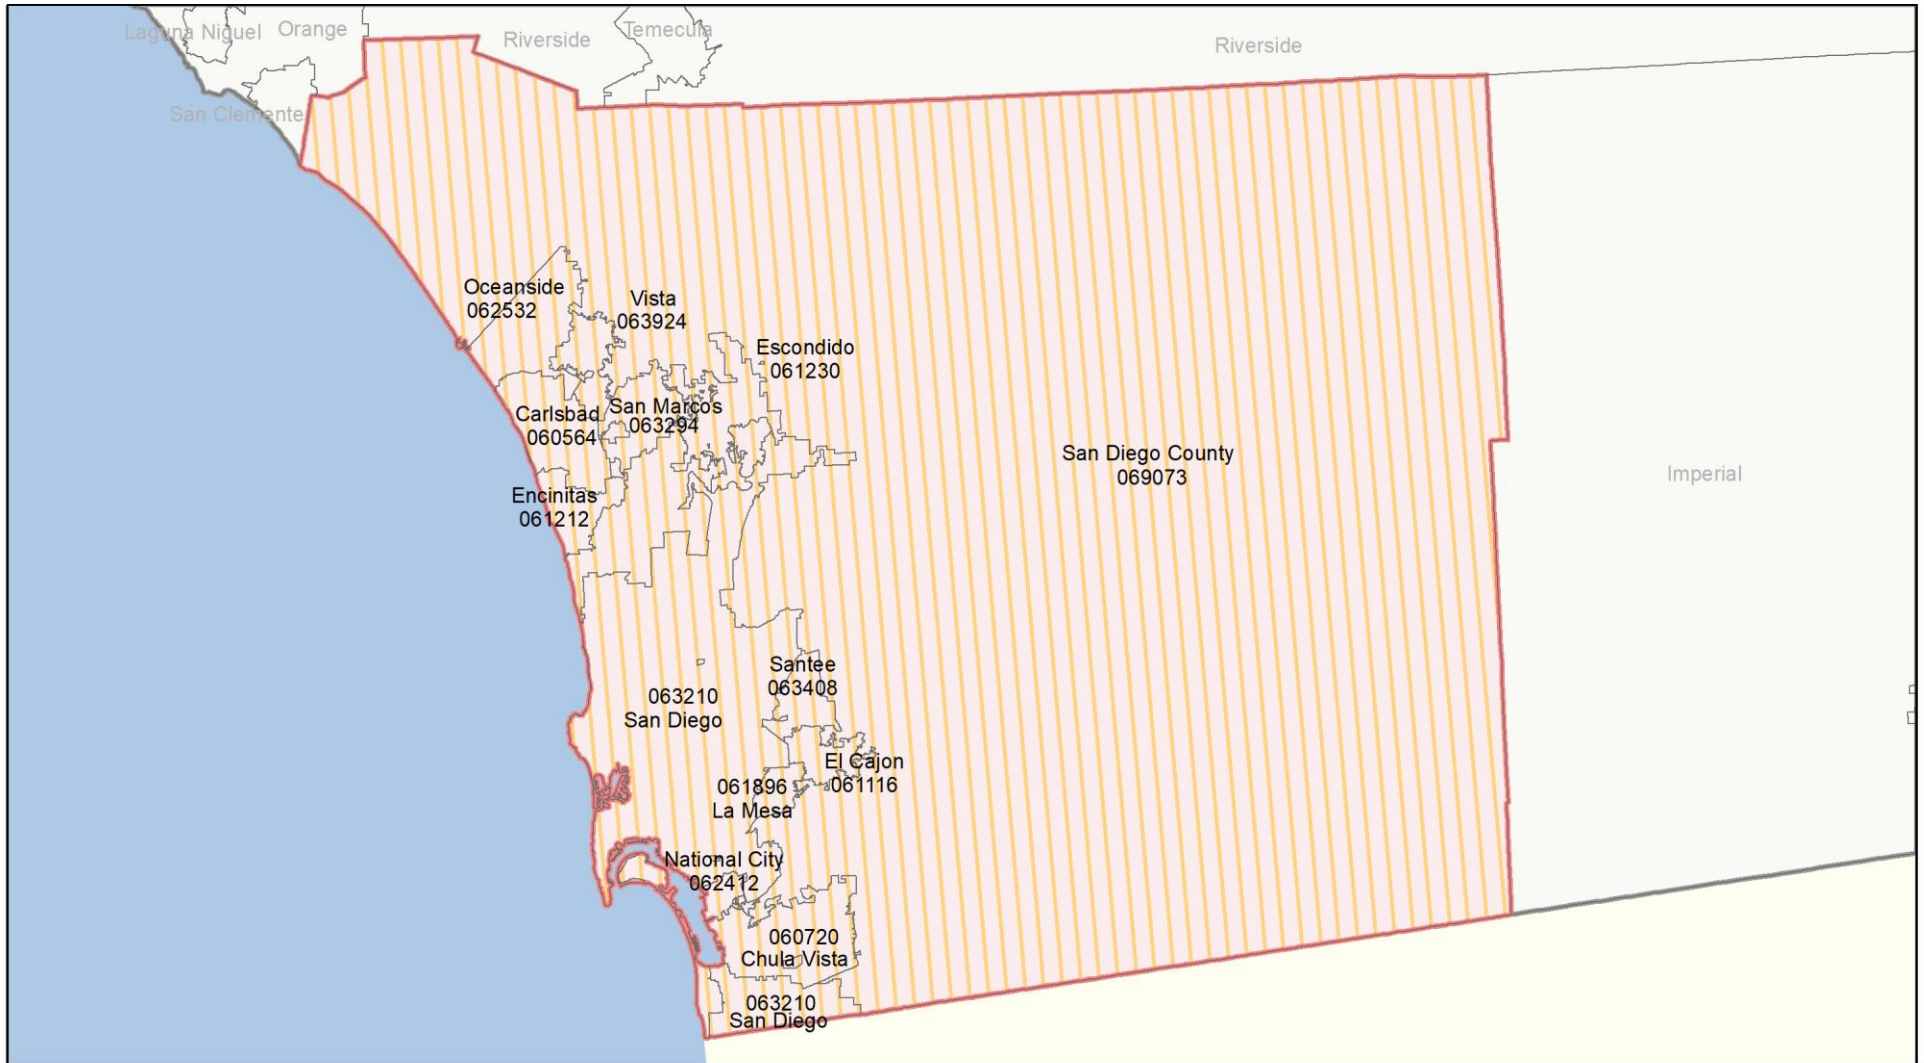 Laguna Niguel
Orange
Riverside
Temecula
Riverside
San Clemente
Oceanside
062532
Vista
063924
Escondido
061230
Carlsbad
060564
San Marcos
063294
San Diego County
069073
Imperial
Encinitas
061212
Santee
063408
063210
San Diego
El Cajon
061116
061896
La Mesa
National City
062412
060720
Chula Vista
063210
San Diego